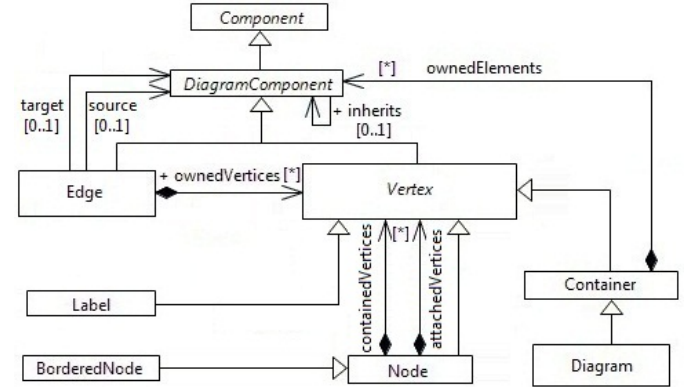 Component
[*] ownedElements
DiagramComponent
target
[0..1]
source
[0..1]
+ inherits
[0..1]
+ ownedVertices [*]
Edge
Vertex
[*]
containedVertices
attachedVertices
Container
Label
BorderedNode
Node
Diagram